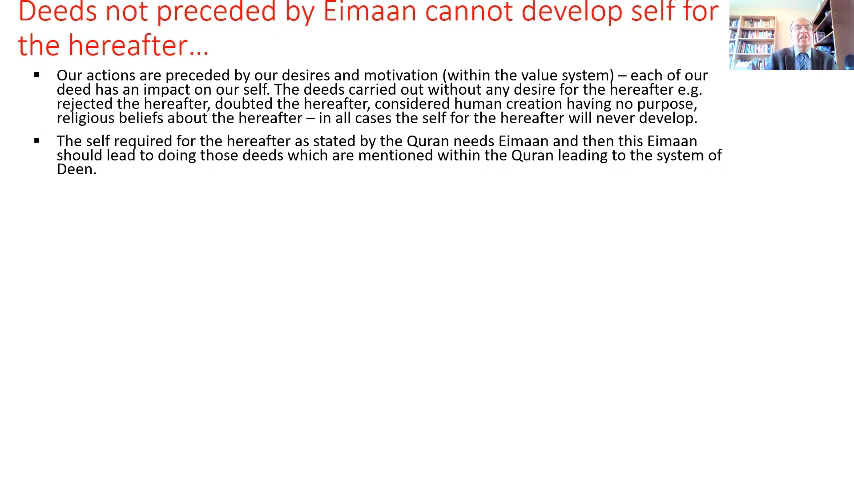 Deeds not preceded by Eimaan cannot develop self for
the hereafter...
▪ Our actions are preceded by our desires and motivation (within the value system) – each of our
deed has an impact on our self. The deeds carried out without any desire for the hereafter e.g.
rejected the hereafter, doubted the hereafter, considered human creation having no purpose,
religious beliefs about the hereafter – in all cases the self for the hereafter will never develop.
▪ The self required for the hereafter as stated by the Quran needs Eimaan and then this Eimaan
should lead to doing those deeds which are mentioned within the Quran leading to the system of
Deen.